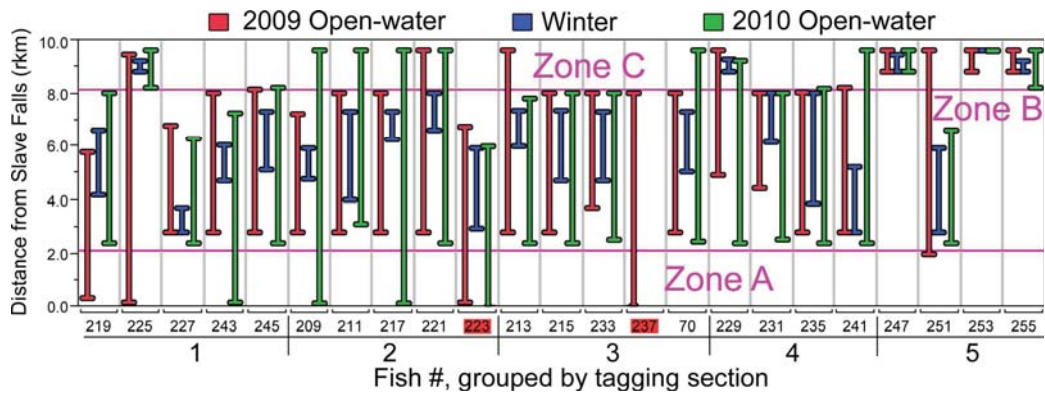 2009 Open-water Winter 2010 Open-water
Distance from Slave Falls (rkm)
10.0
8.0
6.0
4.0
2.0
0.0
Zone C
Zone B
Zone A
219 225 227 243 245 209 211 217 221 223 213 215 233 237 70 229 231 235 241 247 251 253 255
1 2 3 4 5
Fish #, grouped by tagging section